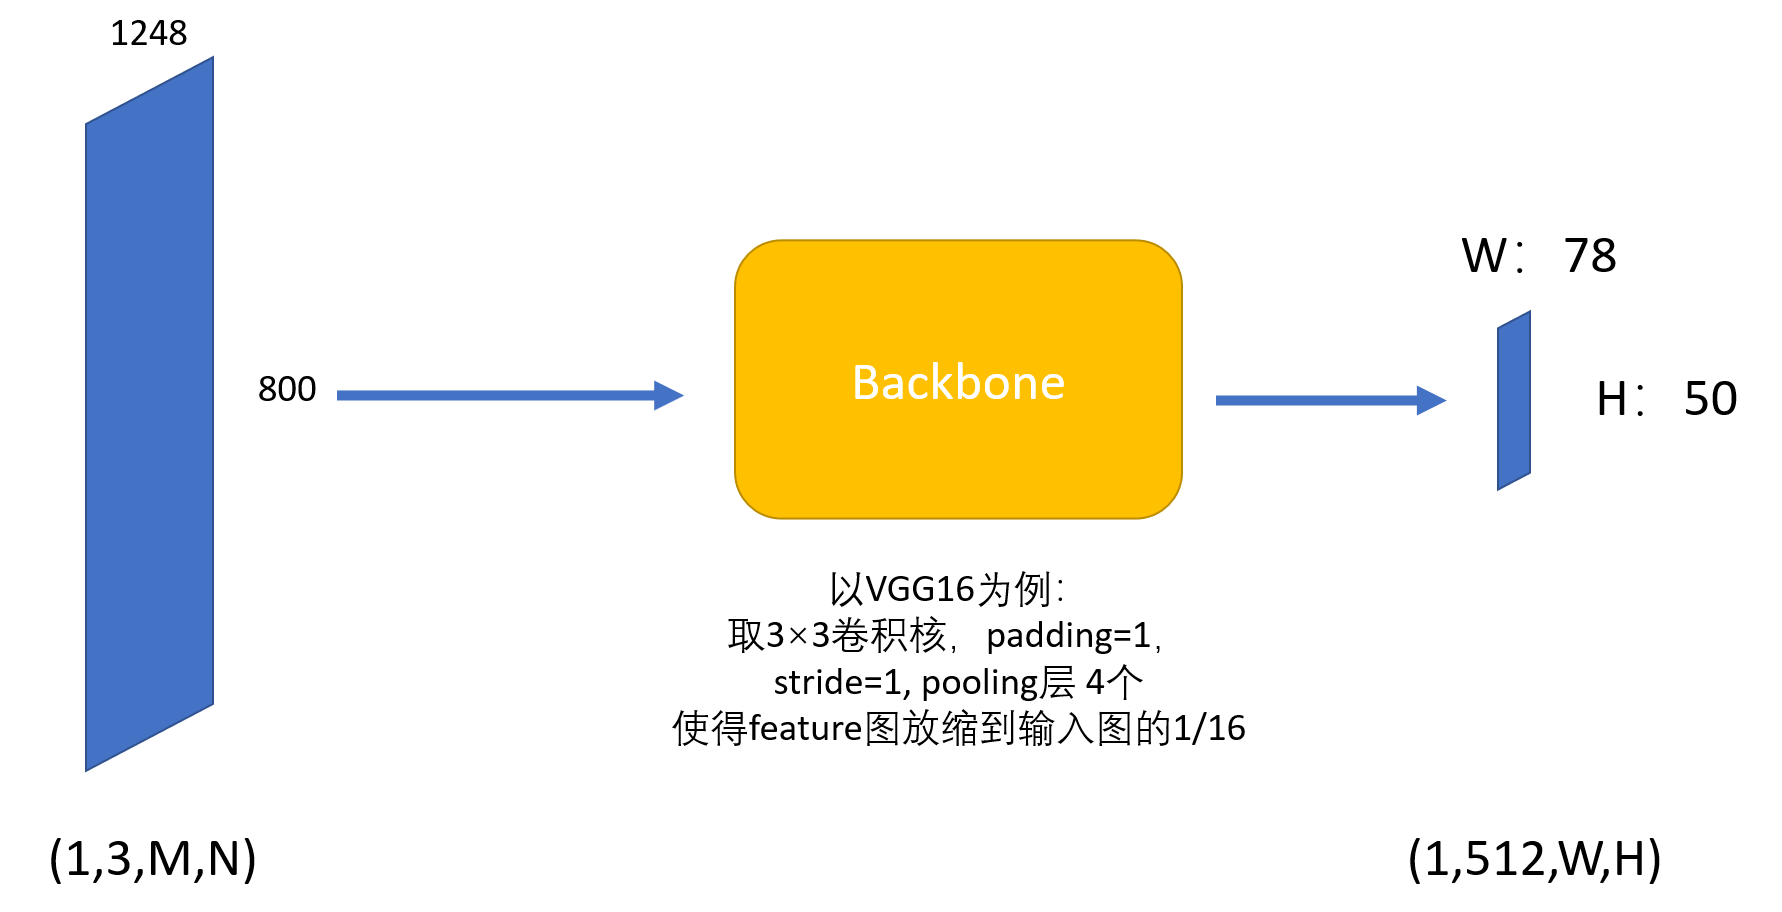 1248
800
Backbone
W： 78
H： 50
以VGG16为例：
取3×3卷积核，padding=1，
stride=1, pooling层 4个
使得feature图放缩到输入图的1/16
(1,3,M,N)
(1,512,W,H)